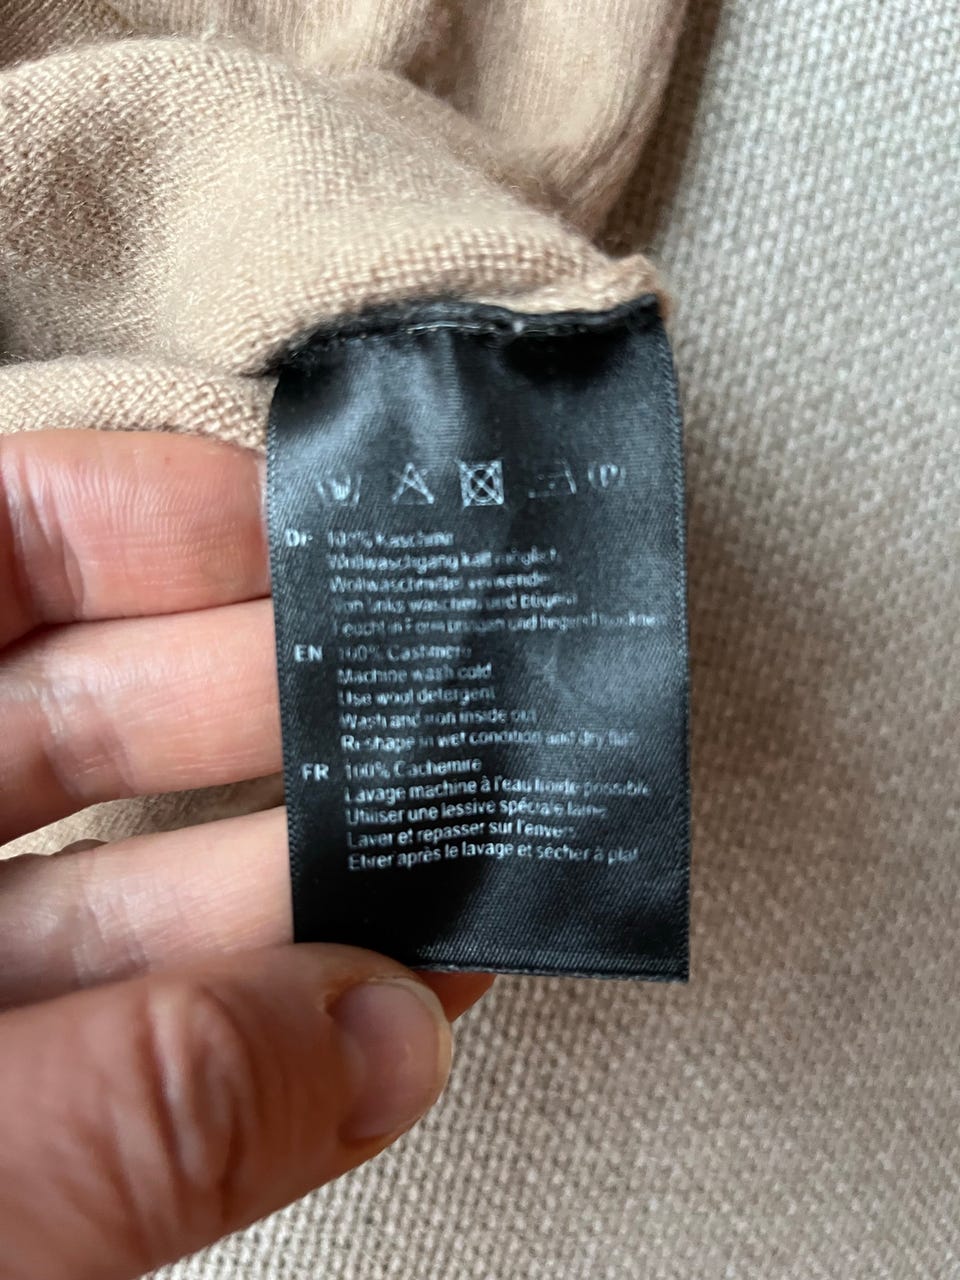 DE 100% Kaschmir
Wollwaschgang kalt möglich
Wollwaschmittel verwenden
Von links waschen und bügeln
Feucht in Form bringen und liegend trocknen
EN 100% Cashmere
Machine wash cold
Use wool detergent
Wash and iron inside out
Reshape in wet condition and dry flat
FR 100% Cachemire
Lavage machine à l'eau froide possible
Utiliser une lessive spéciale laine
Laver et repasser sur l'envers
Etirer après le lavage et sécher à plat